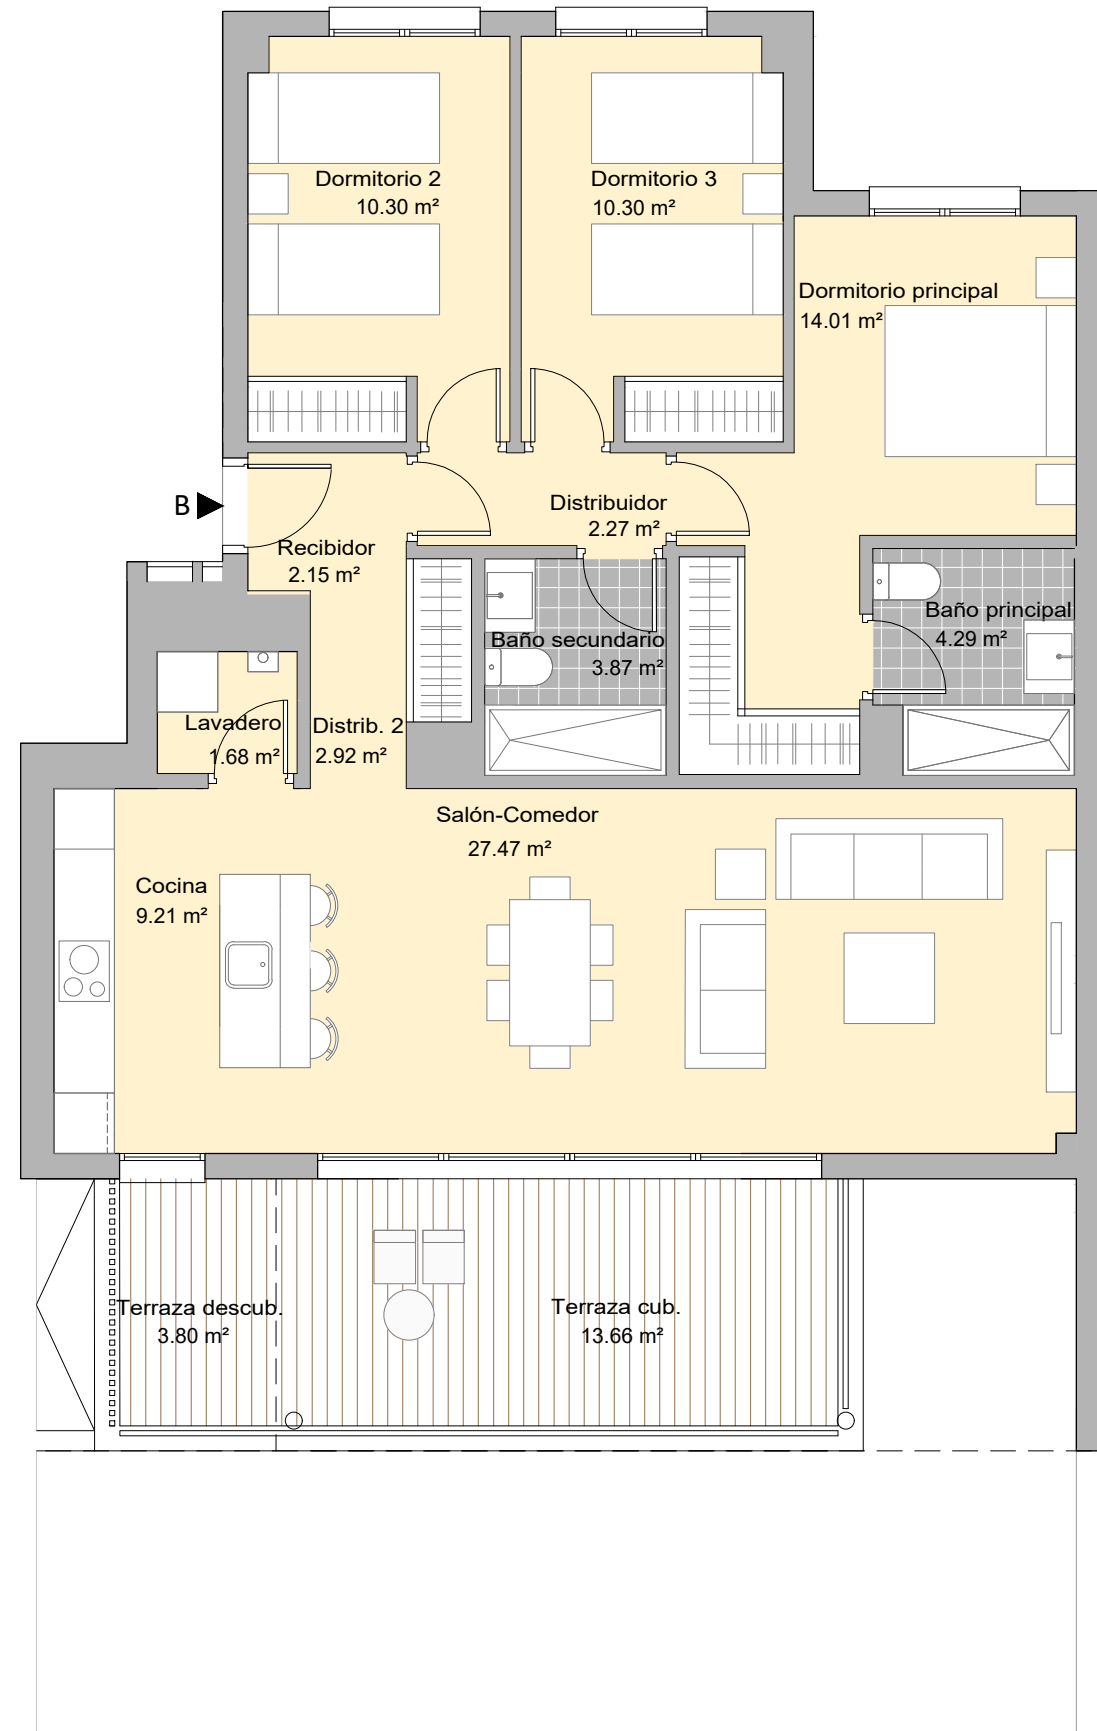 Dormitorio 2
10.30 m²
Dormitorio 3
10.30 m²
Dormitorio principal
14.01 m²
B
Distribuidor
2.27 m²
Recibidor
2.15 m²
Baño principal
4.29 m²
Baño secundario
3.87 m²
Lavadero
1.68 m²
Distrib. 2
2.92 m²
Salón-Comedor
27.47 m²
Cocina
9.21 m²
Terraza descub.
3.80 m²
Terraza cub.
13.66 m²